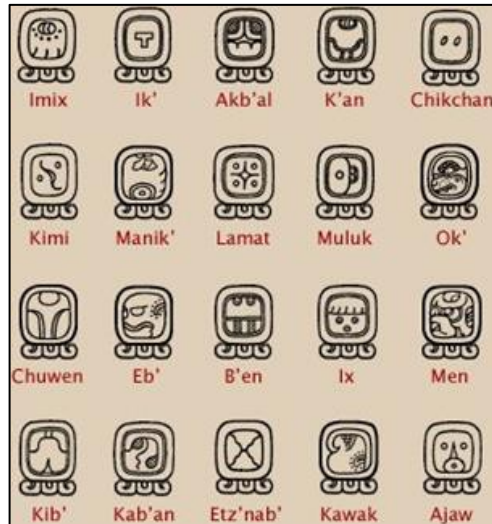 Imix Ik' Akb'al K'an Chikchan
Kimi Manik' Lamat Muluk Ok'
Chuwen Eb' B'en Ix Men
Kib' Kab'an Etz'nab' Kawak Ajaw